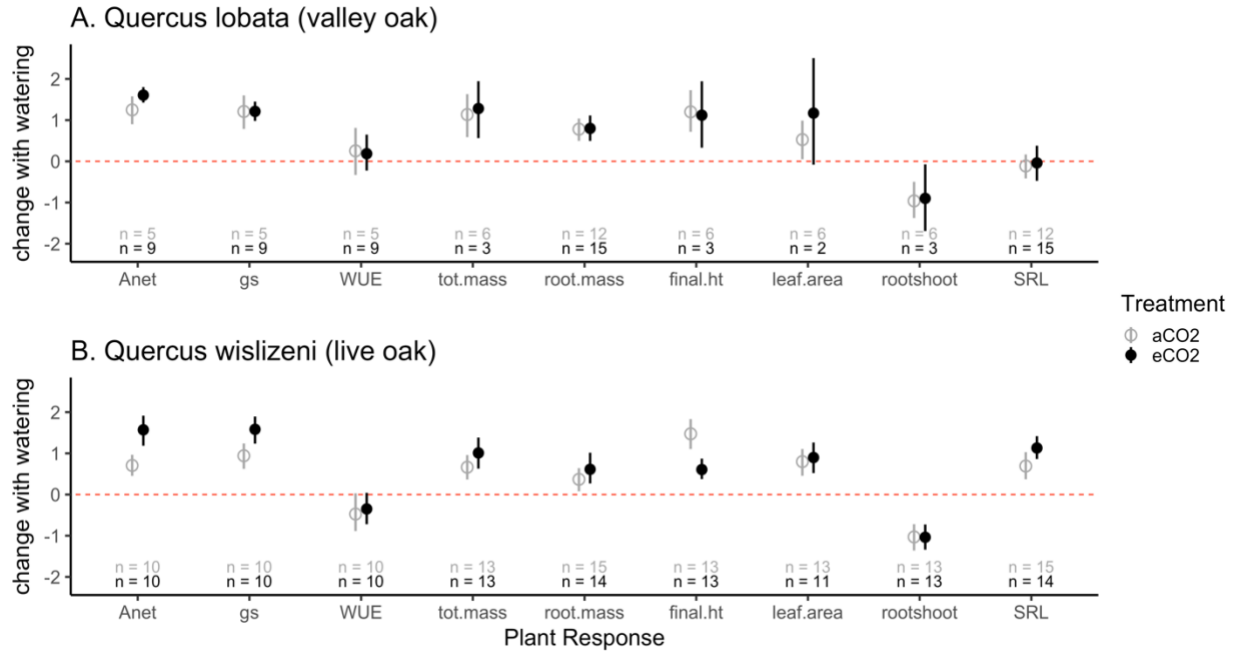 A. Quercus lobata (valley oak)
change with watering
2
1
0
-1
-2
n = 5 n = 5 n = 5 n = 6 n = 12 n = 6 n = 6 n = 6 n = 12
n = 9 n = 9 n = 9 n = 3 n = 15 n = 3 n = 2 n = 3 n = 15
Anet gs WUE tot.mass root.mass final.ht leaf.area rootshoot SRL
Treatment
aCO2
eCO2
B. Quercus wislizeni (live oak)
change with watering
2
1
0
-1
-2
n = 10 n = 10 n = 10 n = 13 n = 15 n = 13 n = 13 n = 13 n = 15
n = 10 n = 10 n = 10 n = 13 n = 14 n = 13 n = 11 n = 13 n = 14
Anet gs WUE tot.mass root.mass final.ht leaf.area rootshoot SRL
Plant Response